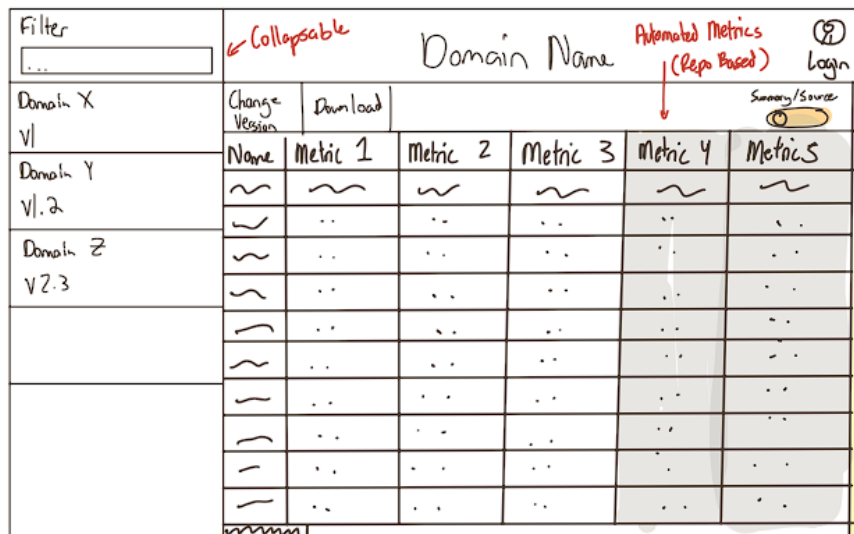 Filter
...
Collapsable
Domain Name
Automated Metrics
(Repo Based)
Login
Domain X
V1
Domain Y
V1.2
Domain Z
V2.3
Change
Version
Download
Summary/Source
Name
Metric 1
Metric 2
Metric 3
Metric 4
Metric 5